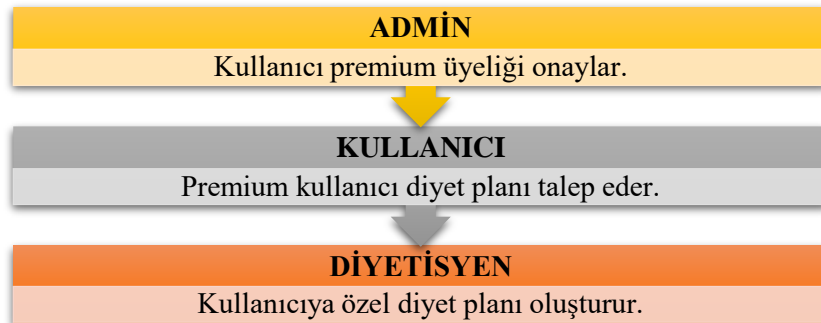 ADMİN
Kullanıcı premium üyeliği onaylar.
KULLANICI
Premium kullanıcı diyet planı talep eder.
DİYETİSYEN
Kullanıcıya özel diyet planı oluşturur.